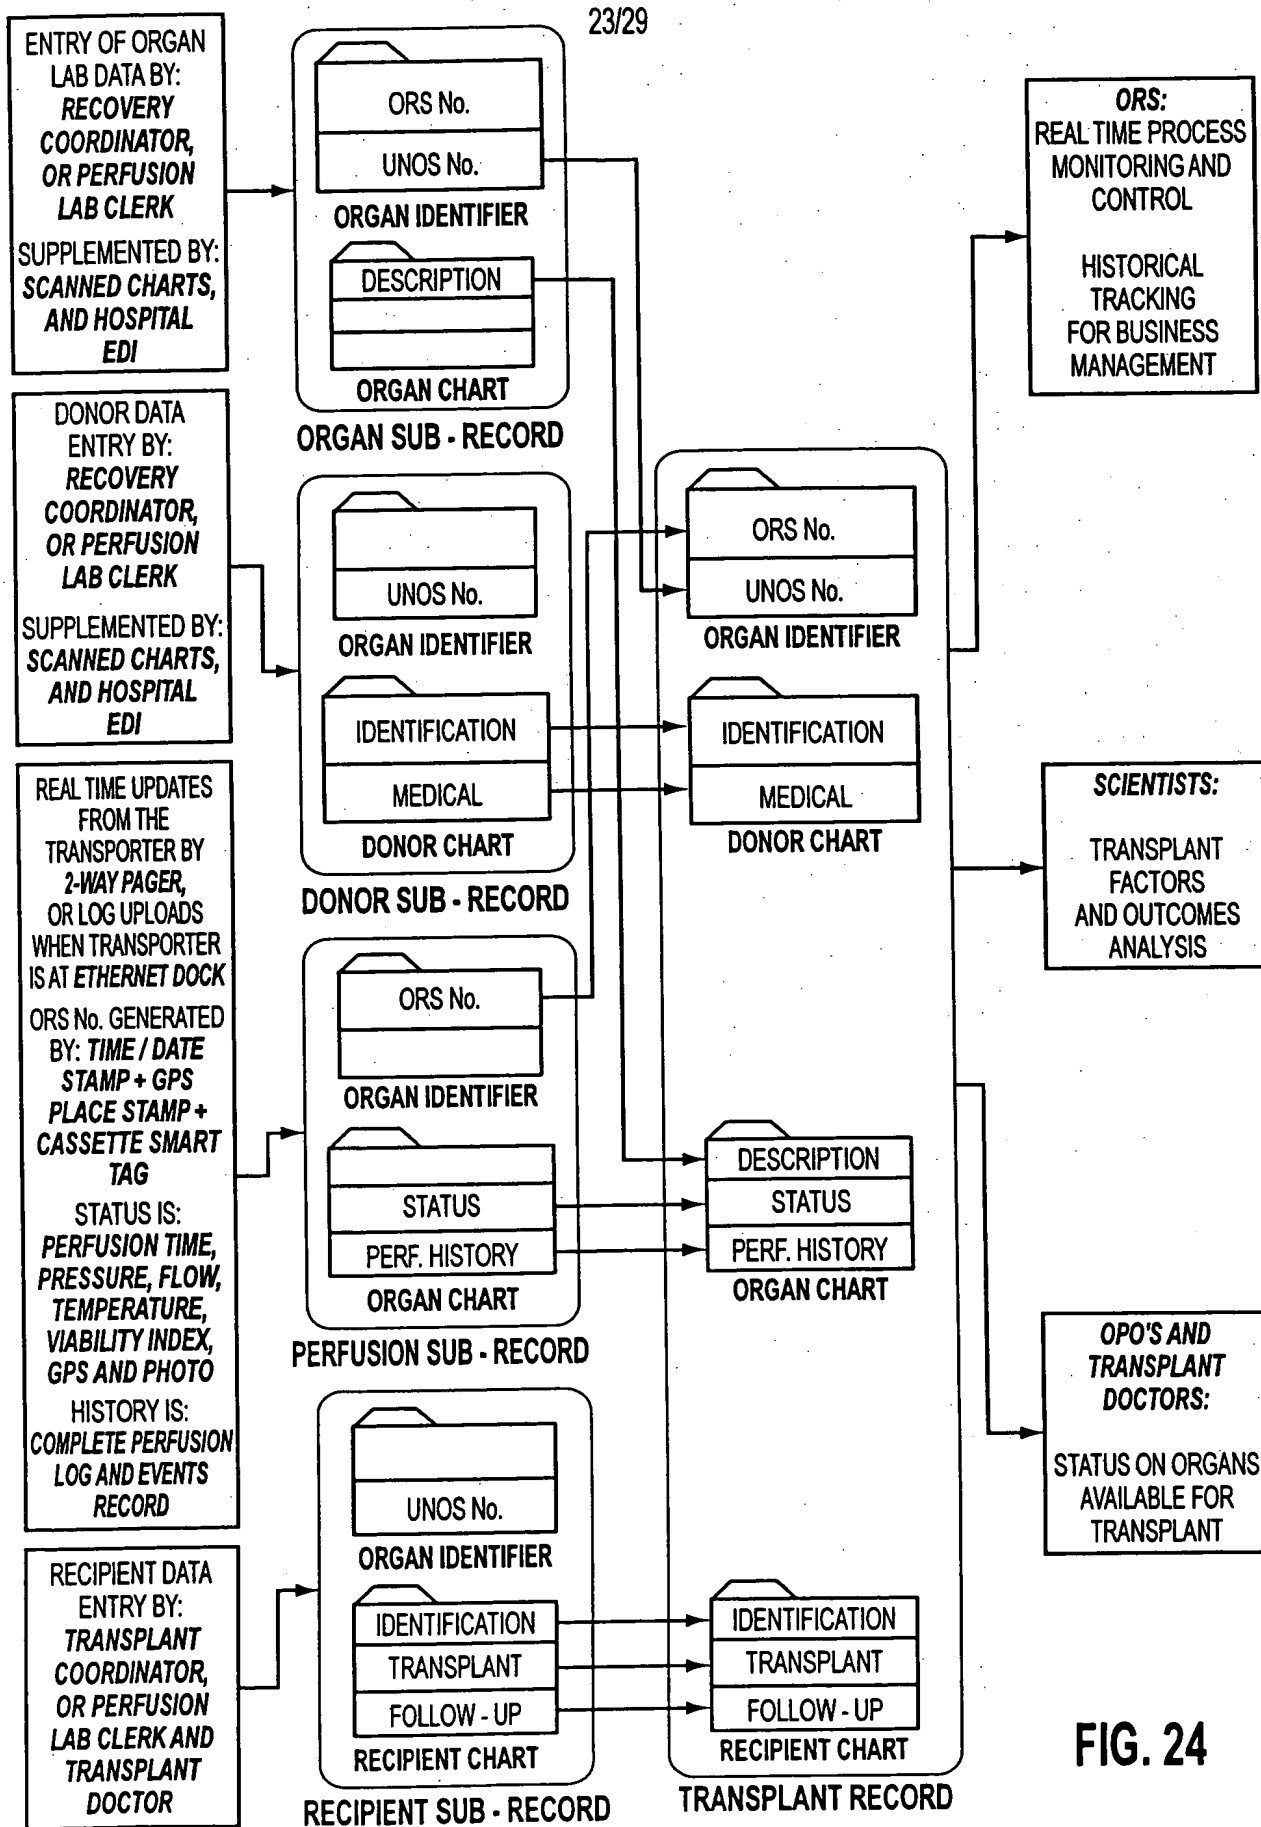 23/29
ENTRY OF ORGAN
LAB DATA BY:
RECOVERY
COORDINATOR,
OR PERFUSION
LAB CLERK
SUPPLEMENTED BY:
SCANNED CHARTS,
AND HOSPITAL
EDI
ORS No.
UNOS No.
ORGAN IDENTIFIER
DESCRIPTION
ORGAN CHART
ORGAN SUB - RECORD
DONOR DATA
ENTRY BY:
RECOVERY
COORDINATOR,
OR PERFUSION
LAB CLERK
SUPPLEMENTED BY:
SCANNED CHARTS,
AND HOSPITAL
EDI
UNOS No.
ORGAN IDENTIFIER
IDENTIFICATION
MEDICAL
DONOR CHART
DONOR SUB - RECORD
REAL TIME UPDATES
FROM THE
TRANSPORTER BY
2-WAY PAGER,
OR LOG UPLOADS
WHEN TRANSPORTER
IS AT ETHERNET DOCK
ORS No. GENERATED
BY: TIME / DATE
STAMP + GPS
PLACE STAMP +
CASSETTE SMART
TAG
STATUS IS:
PERFUSION TIME,
PRESSURE, FLOW,
TEMPERATURE,
VIABILITY INDEX,
GPS AND PHOTO
HISTORY IS:
COMPLETE PERFUSION
LOG AND EVENTS
RECORD
ORS No.
ORGAN IDENTIFIER
STATUS
PERF. HISTORY
ORGAN CHART
PERFUSION SUB - RECORD
RECIPIENT DATA
ENTRY BY:
TRANSPLANT
COORDINATOR,
OR PERFUSION
LAB CLERK AND
TRANSPLANT
DOCTOR
UNOS No.
ORGAN IDENTIFIER
IDENTIFICATION
TRANSPLANT
FOLLOW - UP
RECIPIENT CHART
RECIPIENT SUB - RECORD
ORS No.
UNOS No.
ORGAN IDENTIFIER
IDENTIFICATION
MEDICAL
DONOR CHART
DESCRIPTION
STATUS
PERF. HISTORY
ORGAN CHART
IDENTIFICATION
TRANSPLANT
FOLLOW - UP
RECIPIENT CHART
TRANSPLANT RECORD
ORS:
REAL TIME PROCESS
MONITORING AND
CONTROL
HISTORICAL
TRACKING
FOR BUSINESS
MANAGEMENT
SCIENTISTS:
TRANSPLANT
FACTORS
AND OUTCOMES
ANALYSIS
OPO'S AND
TRANSPLANT
DOCTORS:
STATUS ON ORGANS
AVAILABLE FOR
TRANSPLANT
FIG. 24